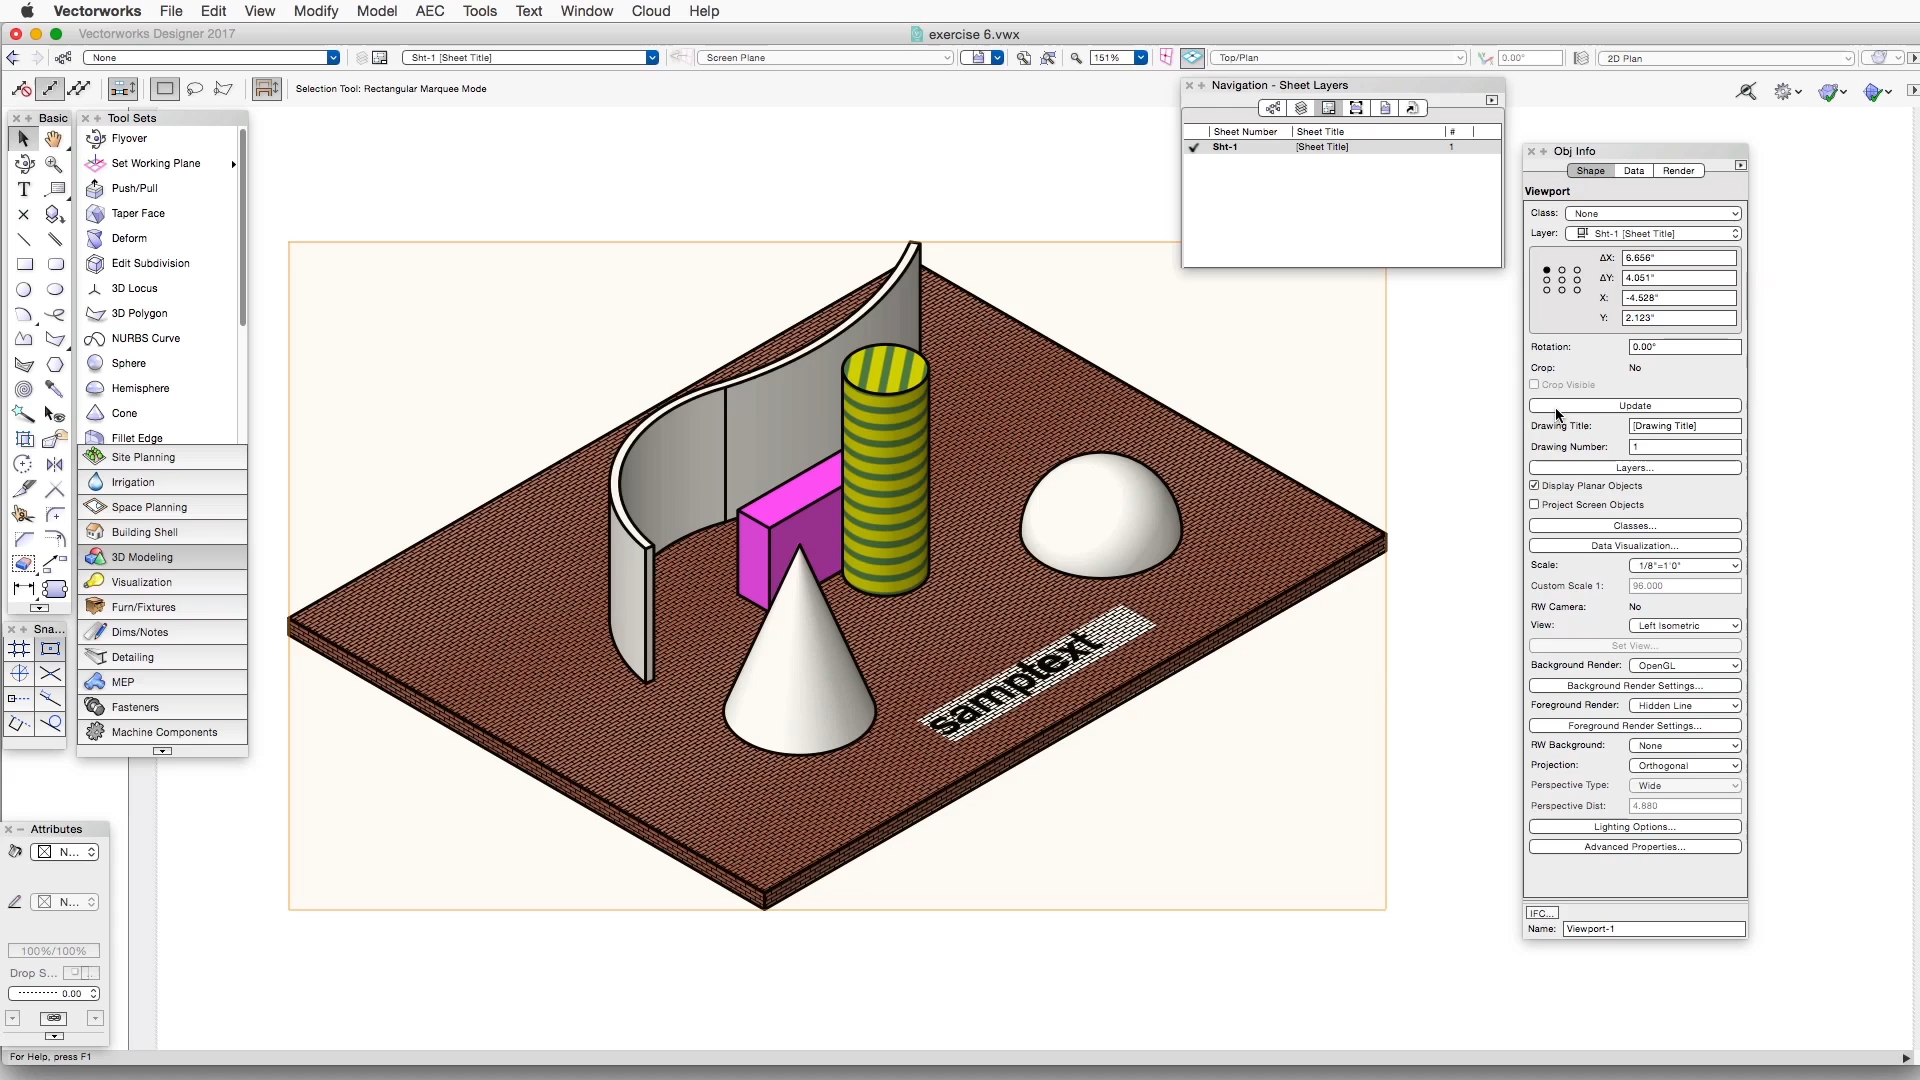 Vectorworks File Edit View Modify Model AEC Tools Text Window Cloud Help
Vectorworks Designer 2017
exercise 6.vwx
None
Sht-1 [Sheet Title]
Screen Plane
151%
Top/Plan
0.00°
2D Plan
Selection Tool: Rectangular Marquee Mode
Basic
Tool Sets
Flyover
Set Working Plane
Push/Pull
Taper Face
Deform
Edit Subdivision
3D Locus
3D Polygon
NURBS Curve
Sphere
Hemisphere
Cone
Fillet Edge
Site Planning
Irrigation
Space Planning
Building Shell
3D Modeling
Visualization
Furn/Fixtures
Dims/Notes
Detailing
MEP
Fasteners
Machine Components
Sna...
Attributes
N...
N...
100%/100%
Drop S...
0.00
For Help, press F1
samptext
Navigation - Sheet Layers
Sheet Number Sheet Title #
Sht-1 [Sheet Title] 1
Obj Info
Shape Data Render
Viewport
Class: None
Layer: Sht-1 [Sheet Title]
ΔX: 6.656"
ΔY: 4.051"
X: -4.528"
Y: 2.123"
Rotation: 0.00°
Crop: No
Crop Visible
Update
Drawing Title: [Drawing Title]
Drawing Number: 1
Layers...
Display Planar Objects
Project Screen Objects
Classes...
Data Visualization...
Scale: 1/8"=1'0"
Custom Scale 1: 96.000
RW Camera: No
View: Left Isometric
Set View...
Background Render: OpenGL
Background Render Settings...
Foreground Render: Hidden Line
Foreground Render Settings...
RW Background: None
Projection: Orthogonal
Perspective Type: Wide
Perspective Dist: 4.880
Lighting Options...
Advanced Properties...
IFC...
Name: Viewport-1